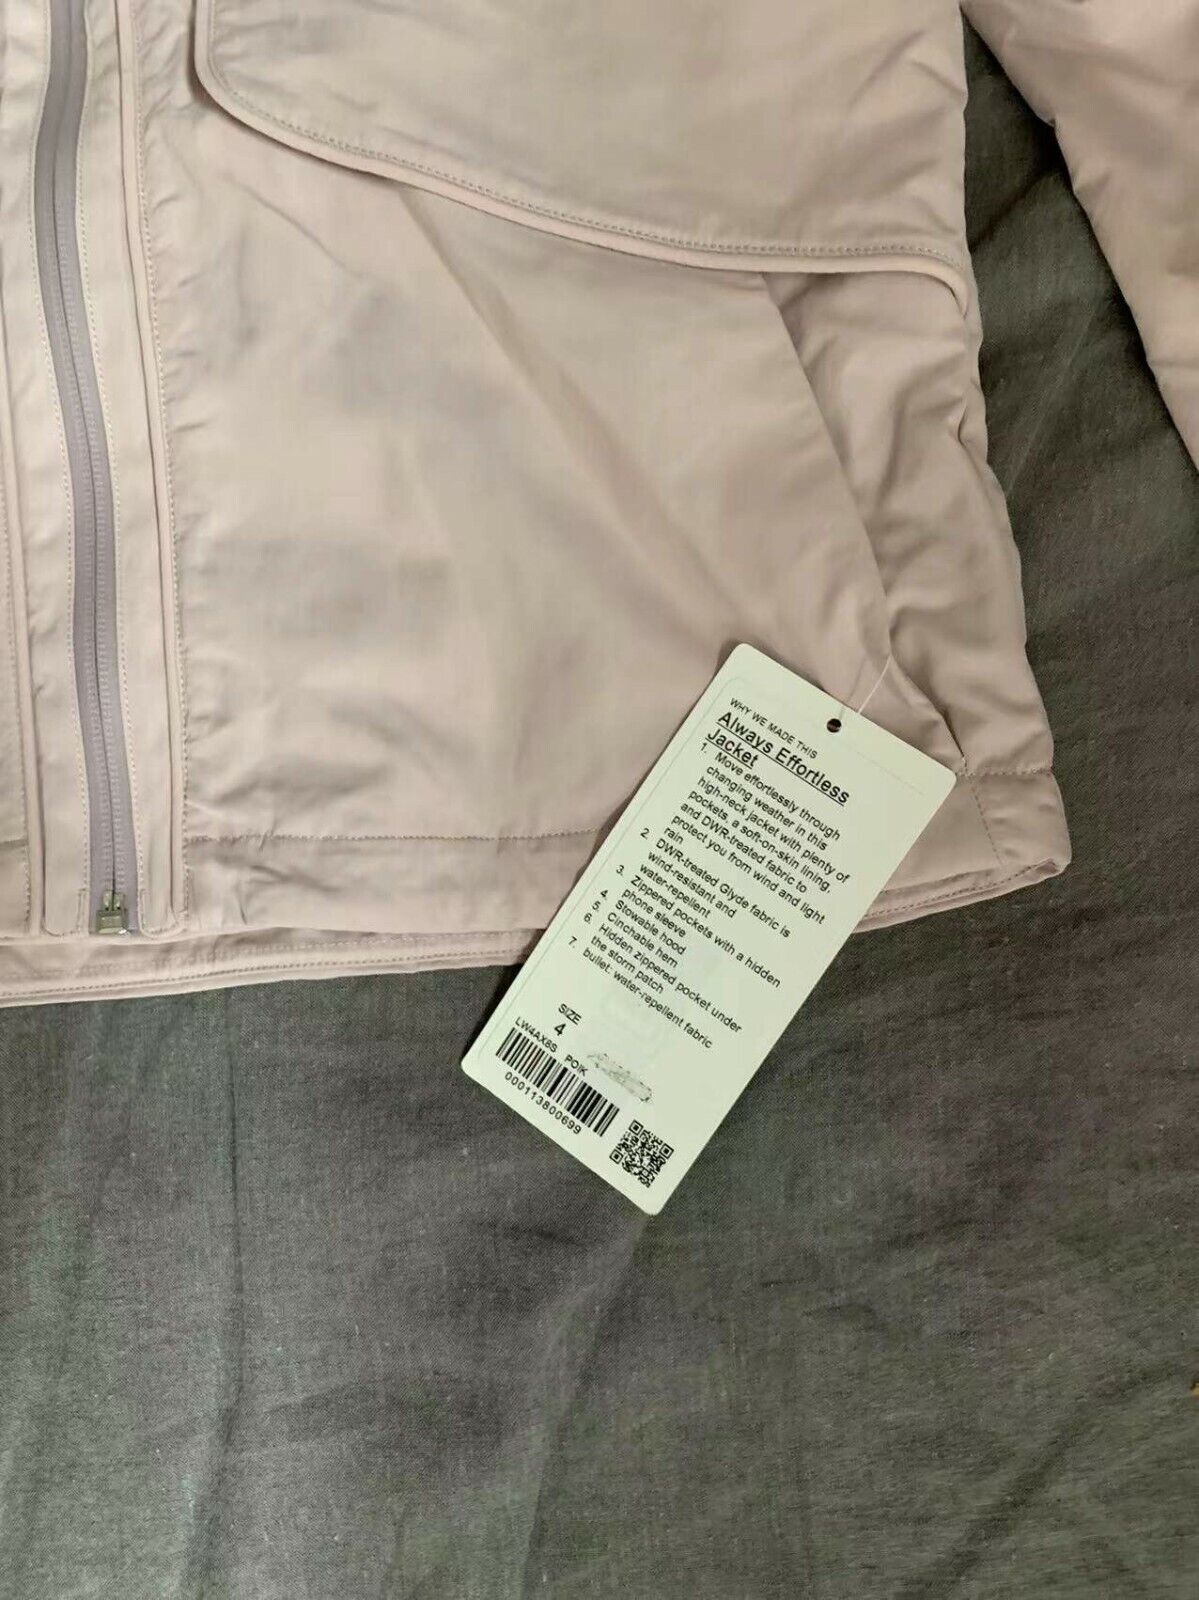 WHY WE MADE THIS
Always Effortless
Jacket
1. Move effortlessly through
changing weather in this
high-neck jacket with plenty of
pockets, a soft-on-skin lining,
and DWR-treated fabric to
protect you from wind and light
rain
2. DWR-treated Glyde fabric is
wind-resistant and
water-repellent
3. Zippered pockets with a hidden
phone sleeve
4. Stowable hood
5. Cinchable hem
6. Hidden zippered pocket under
the storm patch
7. bullet: water-repellent fabric
SIZE
4
LW4AX8S POIK
000113800699